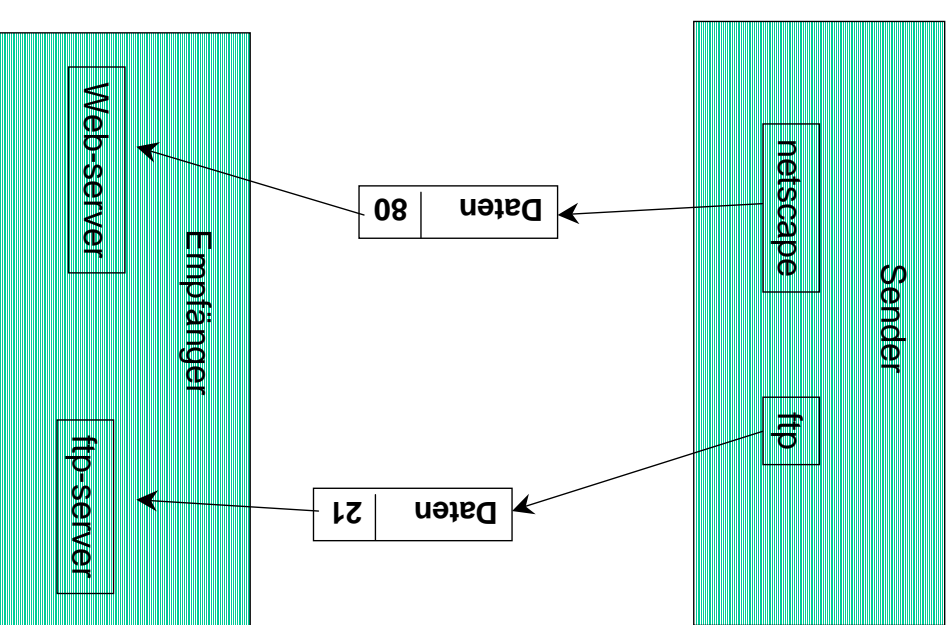 Sender
netscape
ftp
Daten 80
Daten 21
Empfänger
Web-server
ftp-server